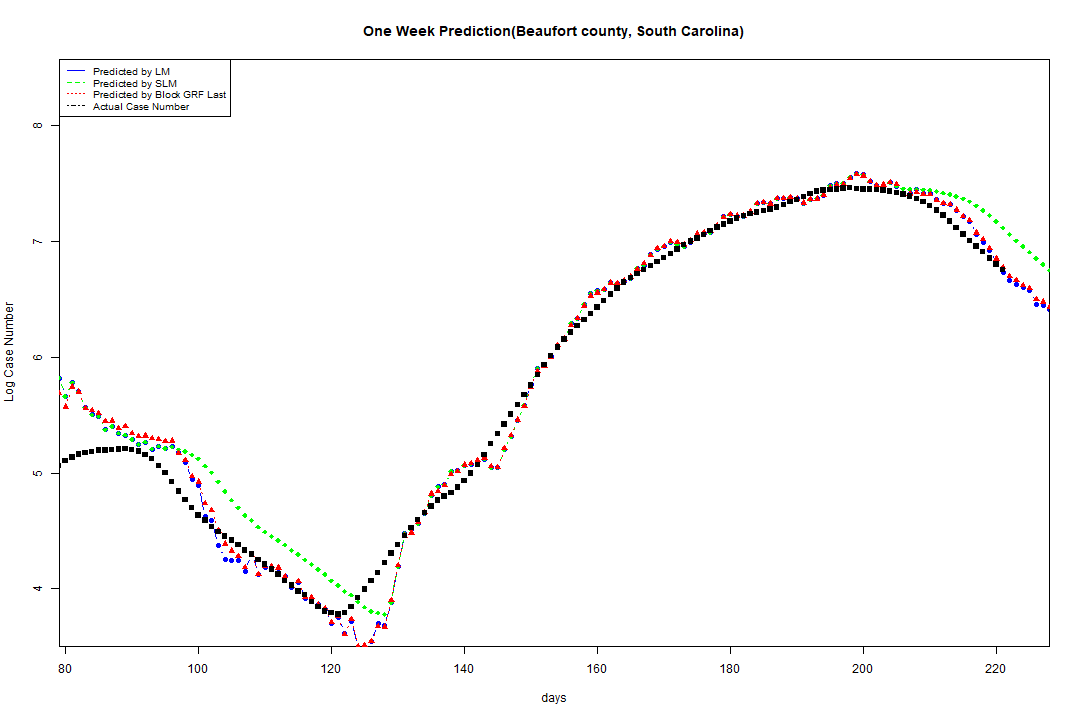 One Week Prediction(Beaufort county, South Carolina)
Predicted by LM
Predicted by SLM
Predicted by Block GRF Last
Actual Case Number
8
7
6
5
4
Log Case Number
80 100 120 140 160 180 200 220
days